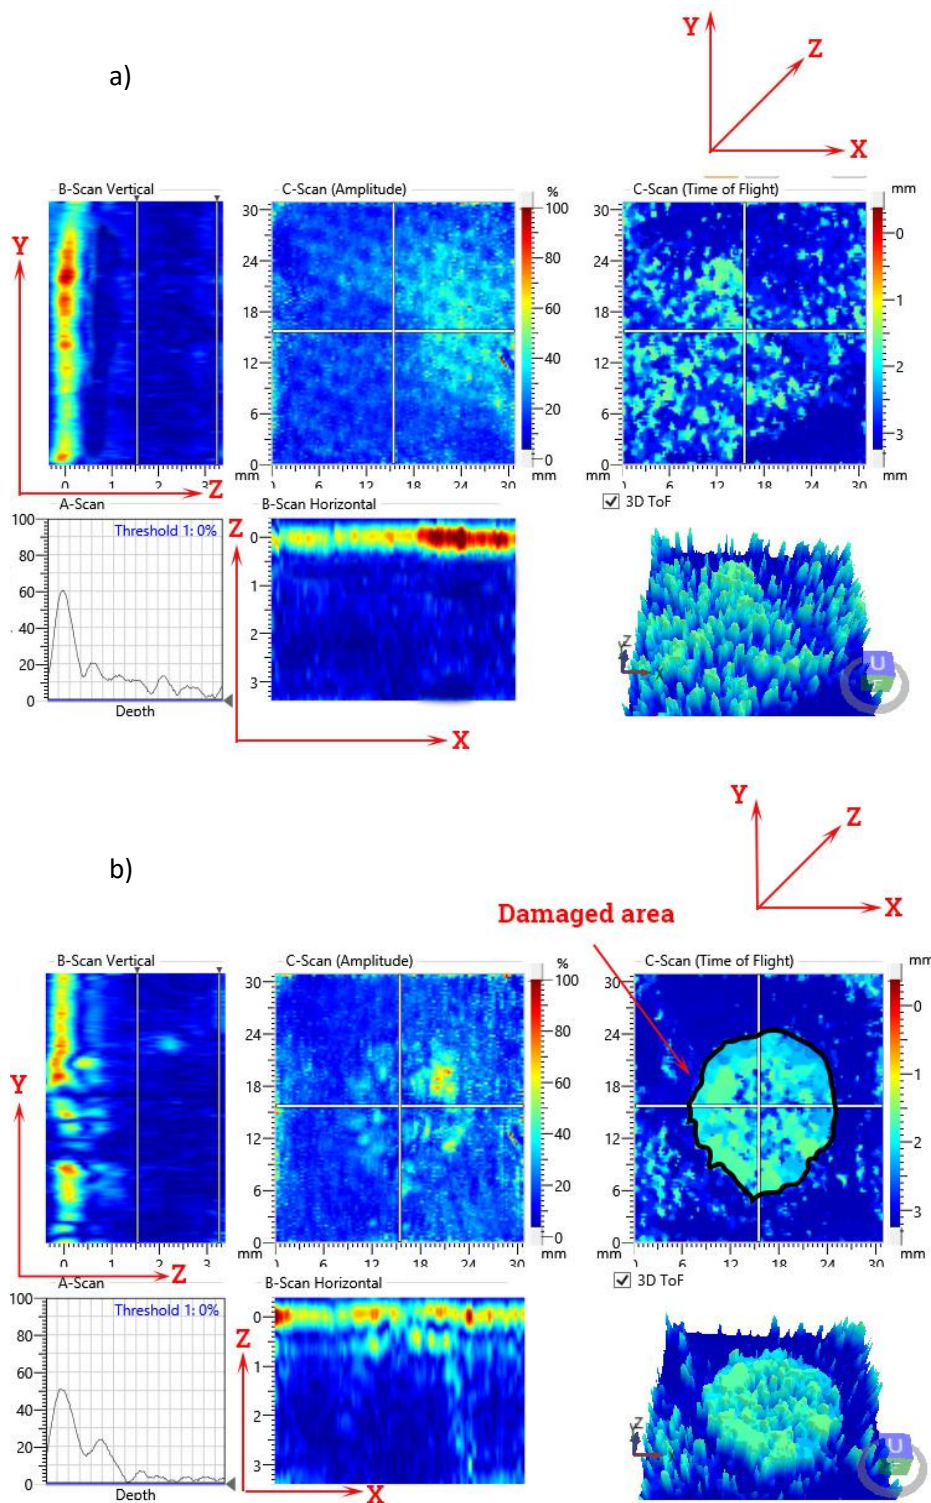 a)
Y
Z
X
B-Scan Vertical
C-Scan (Amplitude)
%
C-Scan (Time of Flight)
mm
Y
30
24
18
12
6
0
100
80
60
40
20
0
30
24
18
12
6
0
0
1
2
3
0 1 2 3
mm 1 6 12 18 24 30 mm
mm 1 6 12 18 24 30 mm
Z
A-Scan
B-Scan Horizontal
3D ToF
100
80
60
40
20
0
Threshold 1: 0%
Depth
Z
0
1
2
3
X
Z
X
U
F
b)
Y
Z
X
Damaged area
B-Scan Vertical
C-Scan (Amplitude)
%
C-Scan (Time of Flight)
mm
Y
30
24
18
12
6
0
100
80
60
40
20
0
30
24
18
12
6
0
0
1
2
3
0 1 2 3
mm 1 6 12 18 24 30 mm
mm 1 6 12 18 24 30 mm
Z
A-Scan
B-Scan Horizontal
3D ToF
100
80
60
40
20
0
Threshold 1: 0%
Depth
Z
0
1
2
3
X
Z
U